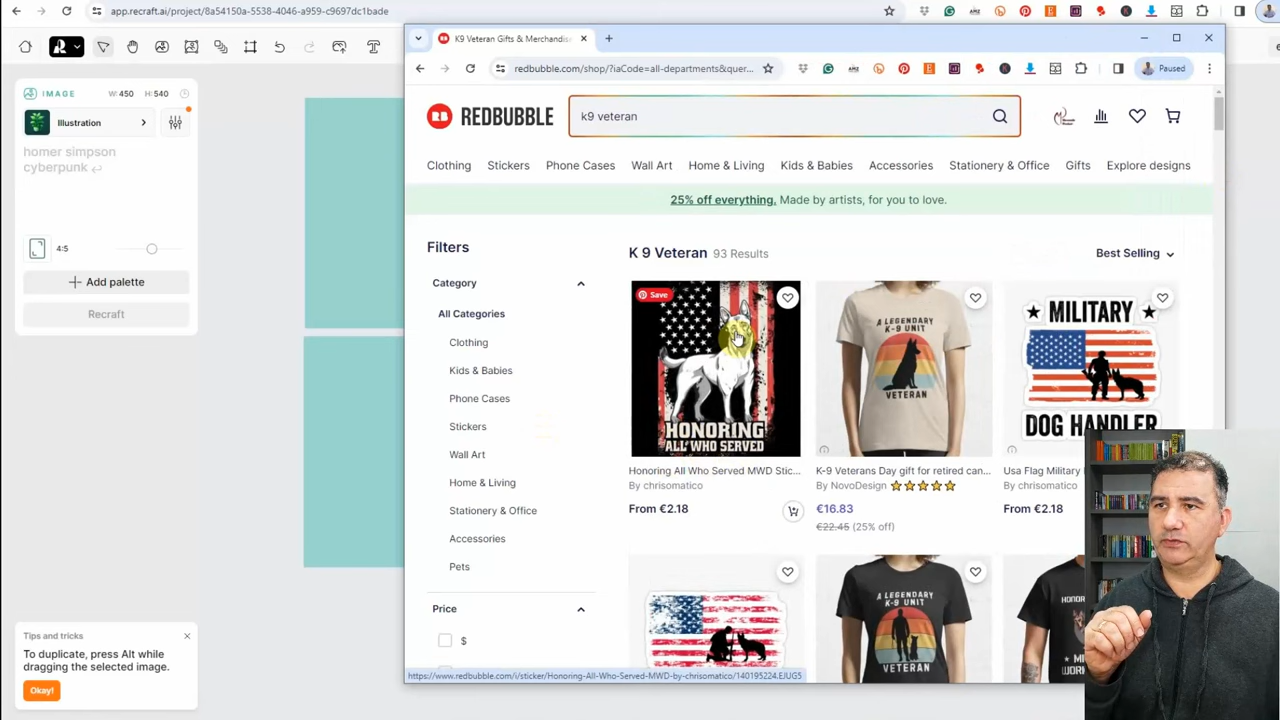 app.recraft.ai/project/8a54150a-5538-4046-a959-c9697dc1bade
IMAGE W: 450 H: 540
Illustration
homer simpson
cyberpunk
4:5
+ Add palette
Recraft
Tips and tricks
To duplicate, press Alt while
dragging the selected image.
Okay!
K9 Veteran Gifts & Merchandis
redbubble.com/shop/?iaCode=all-departments&quer...
Paused
RB REDBUBBLE
k9 veteran
Clothing Stickers Phone Cases Wall Art Home & Living Kids & Babies Accessories Stationery & Office Gifts Explore designs
25% off everything. Made by artists, for you to love.
Filters
Category
All Categories
Clothing
Kids & Babies
Phone Cases
Stickers
Wall Art
Home & Living
Stationery & Office
Accessories
Pets
Price
$
K 9 Veteran 93 Results
Best Selling
Save
HONORING
ALL WHO SERVED
A LEGENDARY
K-9 UNIT
VETERAN
MILITARY
DOG HANDLER
Honoring All Who Served MWD Stic...
By chrisomatico
From €2.18
K-9 Veterans Day gift for retired can...
By NovoDesign
€16.83
€22.45 (25% off)
Usa Flag Military
By chrisomatico
From €2.18
A LEGENDARY
K-9 UNIT
VETERAN
https://www.redbubble.com/i/sticker/Honoring-All-Who-Served-MWD-by-chrisomatico/140195224.EJUG5